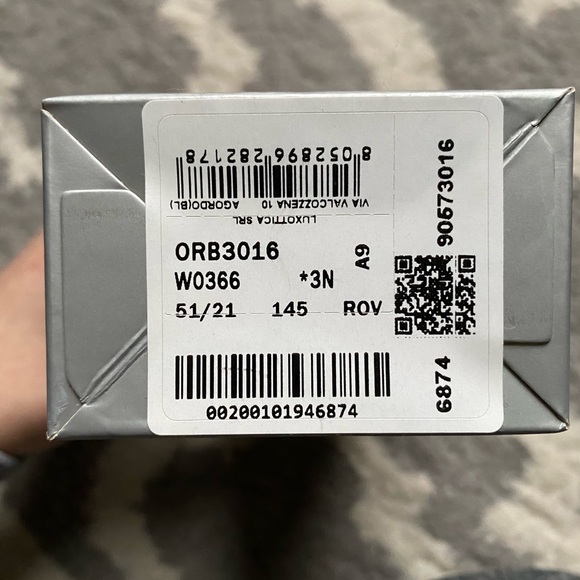 8 052896 282178
VIA VALCOZZENA 10 AGORDO(BL)
LUXOTTICA SRL
ORB3016
A9
W0366 *3N
51/21 145 ROV
00200101946874
90573016
6874